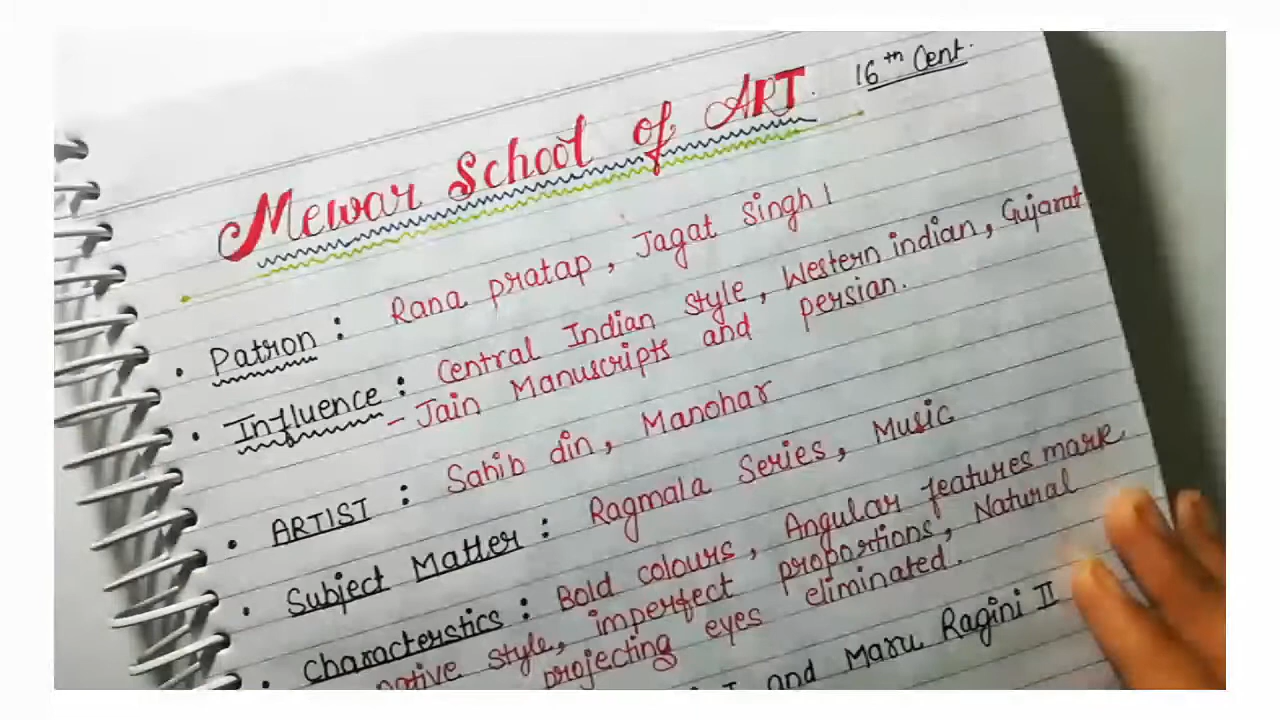 Mewar School of ART.
16th Cent.
• Patron : Rana pratap, Jagat Singh I
• Influence : Central Indian style, Western indian, Gujarat
- Jain Manuscripts and persian.
• ARTIST : Sahib din, Manohar
• Subject Matter : Ragmala Series, Music
• Characterstics : Bold colours, Angular features mark
native style, imperfect proportions, Natural
projecting eyes eliminated.
I and Maru Ragini II